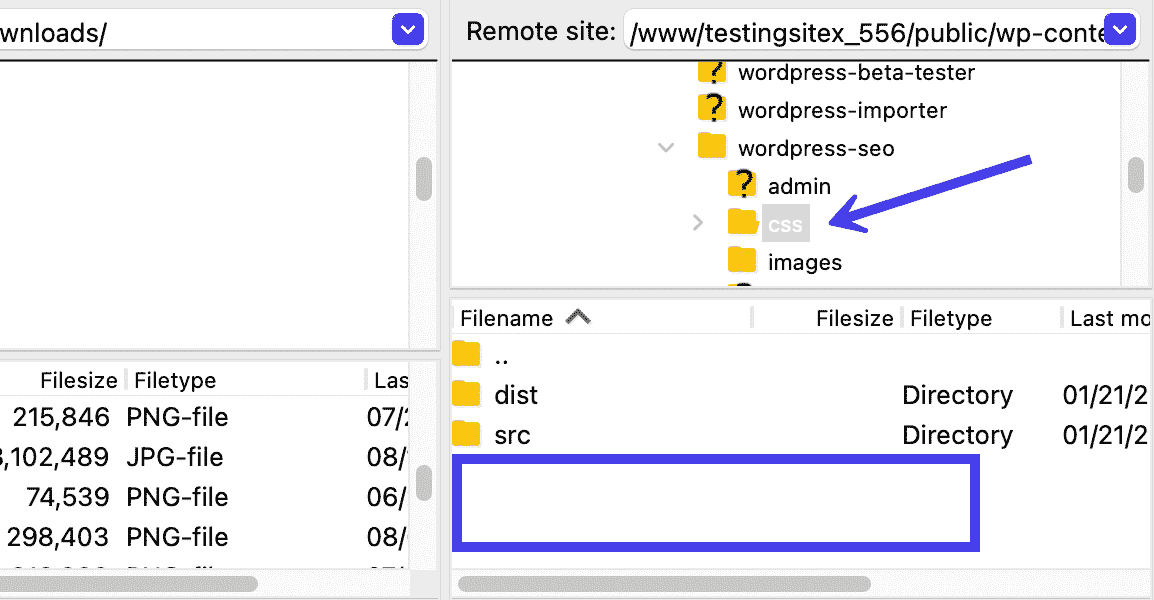 wnloads/
Remote site: /www/testingsitex_556/public/wp-conte
wordpress-beta-tester
wordpress-importer
wordpress-seo
admin
css
images
Filesize Filetype Las
215,846 PNG-file 07/2
3,102,489 JPG-file 08/
74,539 PNG-file 06/
298,403 PNG-file 08/
Filename Filesize Filetype Last mo
..
dist Directory 01/21/2
src Directory 01/21/2